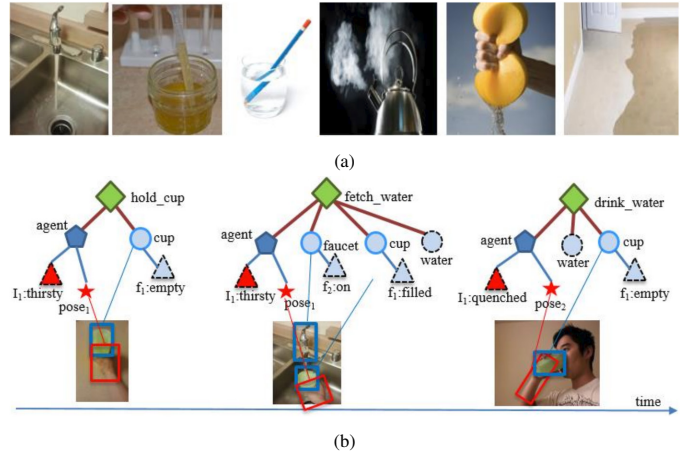 (a)
hold_cup
fetch_water
drink_water
agent
cup
agent
faucet
cup
water
agent
water
cup
I₁:thirsty
pose₁
f₁:empty
I₁:thirsty
pose₁
f₂:on
f₁:filled
I₁:quenched
pose₂
f₁:empty
time
(b)